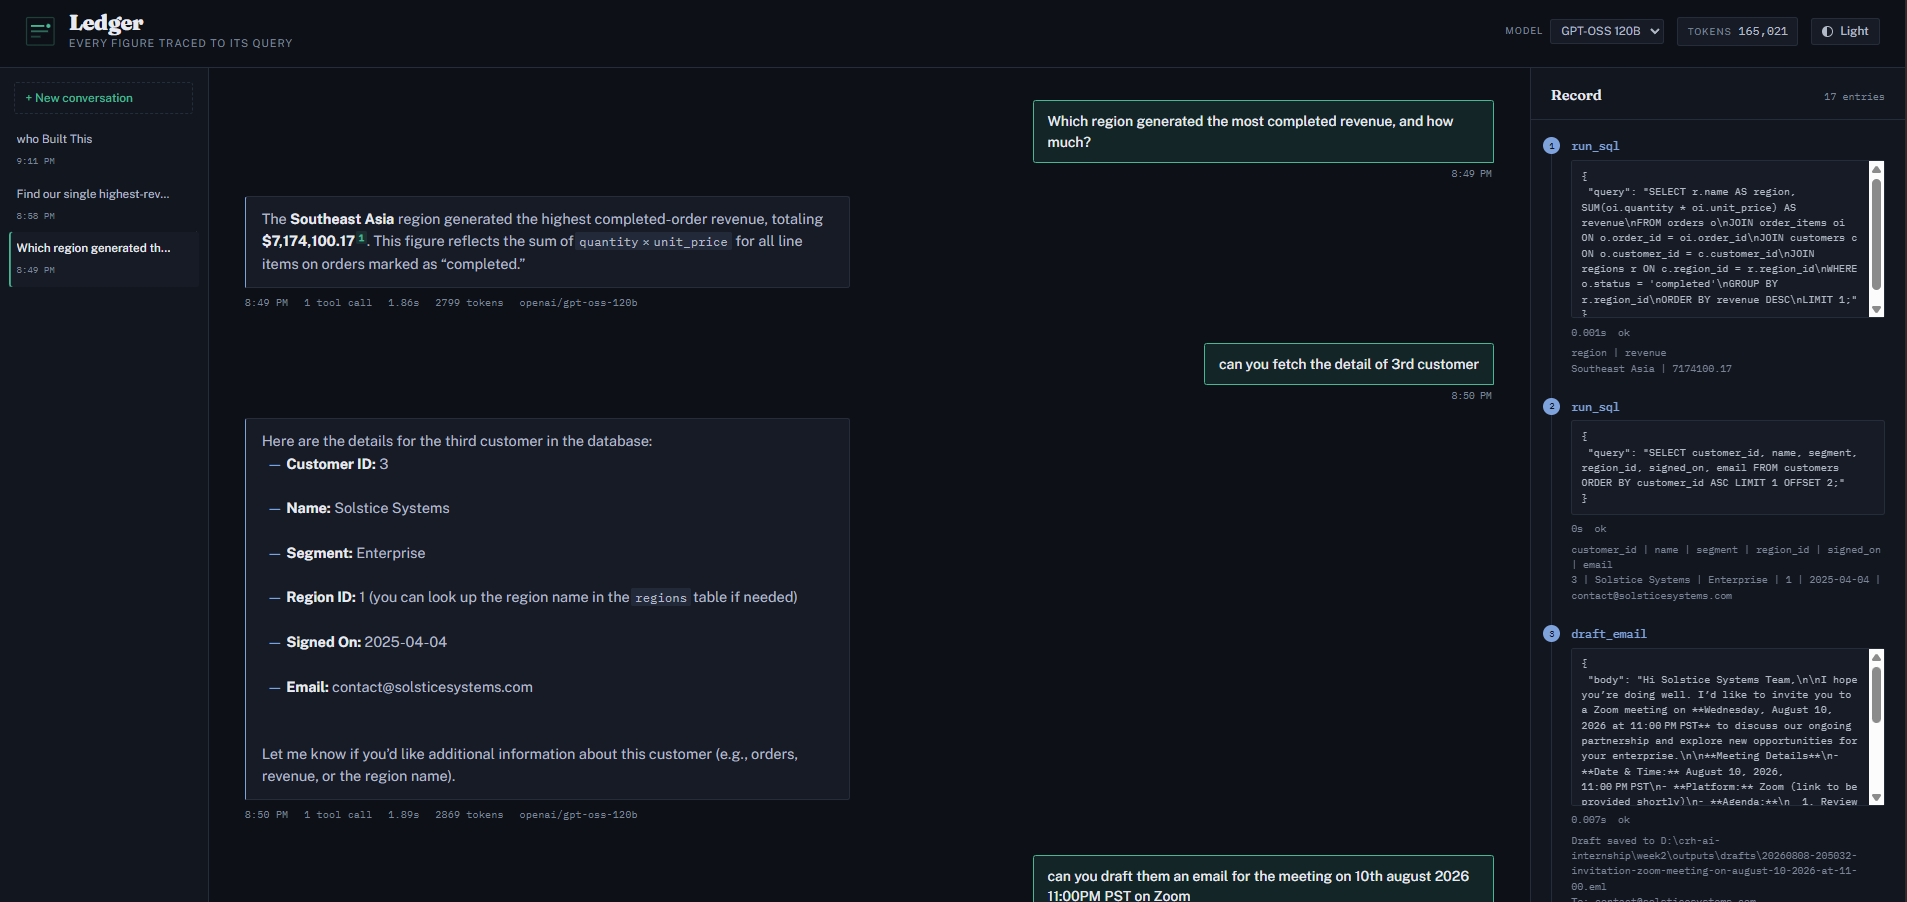 Ledger
EVERY FIGURE TRACED TO ITS QUERY
MODEL GPT-OSS 120B TOKENS 165,021 Light
+ New conversation
who Built This
9:11 PM
Find our single highest-rev...
8:58 PM
Which region generated th...
8:49 PM
Which region generated the most completed revenue, and how
much?
8:49 PM
The Southeast Asia region generated the highest completed-order revenue, totaling
$7,174,100.17 1. This figure reflects the sum of quantity × unit_price for all line
items on orders marked as “completed.”
8:49 PM 1 tool call 1.86s 2799 tokens openai/gpt-oss-120b
can you fetch the detail of 3rd customer
8:50 PM
Here are the details for the third customer in the database:
— Customer ID: 3
— Name: Solstice Systems
— Segment: Enterprise
— Region ID: 1 (you can look up the region name in the regions table if needed)
— Signed On: 2025-04-04
— Email: contact@solsticesystems.com
Let me know if you’d like additional information about this customer (e.g., orders,
revenue, or the region name).
8:50 PM 1 tool call 1.89s 2869 tokens openai/gpt-oss-120b
can you draft them an email for the meeting on 10th august 2026
11:00PM PST on Zoom
Record 17 entries
1 run_sql
{
"query": "SELECT r.name AS region,
SUM(oi.quantity * oi.unit_price) AS
revenue\nFROM orders o\nJOIN order_items oi
ON o.order_id = oi.order_id\nJOIN customers c
ON o.customer_id = c.customer_id\nJOIN
regions r ON c.region_id = r.region_id\nWHERE
o.status = 'completed'\nGROUP BY
r.region_id\nORDER BY revenue DESC\nLIMIT 1;"
}
0.001s ok
region | revenue
Southeast Asia | 7174100.17
2 run_sql
{
"query": "SELECT customer_id, name, segment,
region_id, signed_on, email FROM customers
ORDER BY customer_id ASC LIMIT 1 OFFSET 2;"
}
0s ok
customer_id | name | segment | region_id | signed_on
| email
3 | Solstice Systems | Enterprise | 1 | 2025-04-04 |
contact@solsticesystems.com
3 draft_email
{
"body": "Hi Solstice Systems Team,\n\nI hope
you’re doing well. I’d like to invite you to
a Zoom meeting on **Wednesday, August 10,
2026 at 11:00 PM PST** to discuss our ongoing
partnership and explore new opportunities for
your enterprise.\n\n**Meeting Details**\n-
**Date & Time:** August 10, 2026,
11:00 PM PST\n- **Platform:** Zoom (link to be
provided shortly)\n- **Agenda:**\n 1. Review
0.007s ok
Draft saved to D:\crh-ai-
internship\week2\outputs\drafts\20260808-205032-
invitation-zoom-meeting-on-august-10-2026-at-11-
00.eml
To: contact@solsticesystems.com